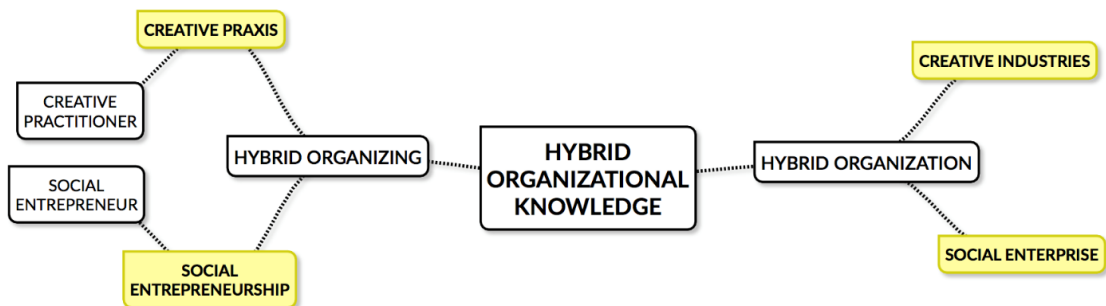 CREATIVE PRAXIS
CREATIVE
PRACTITIONER
HYBRID ORGANIZING
SOCIAL
ENTREPRENEUR
SOCIAL
ENTREPRENEURSHIP
HYBRID
ORGANIZATIONAL
KNOWLEDGE
CREATIVE INDUSTRIES
HYBRID ORGANIZATION
SOCIAL ENTERPRISE